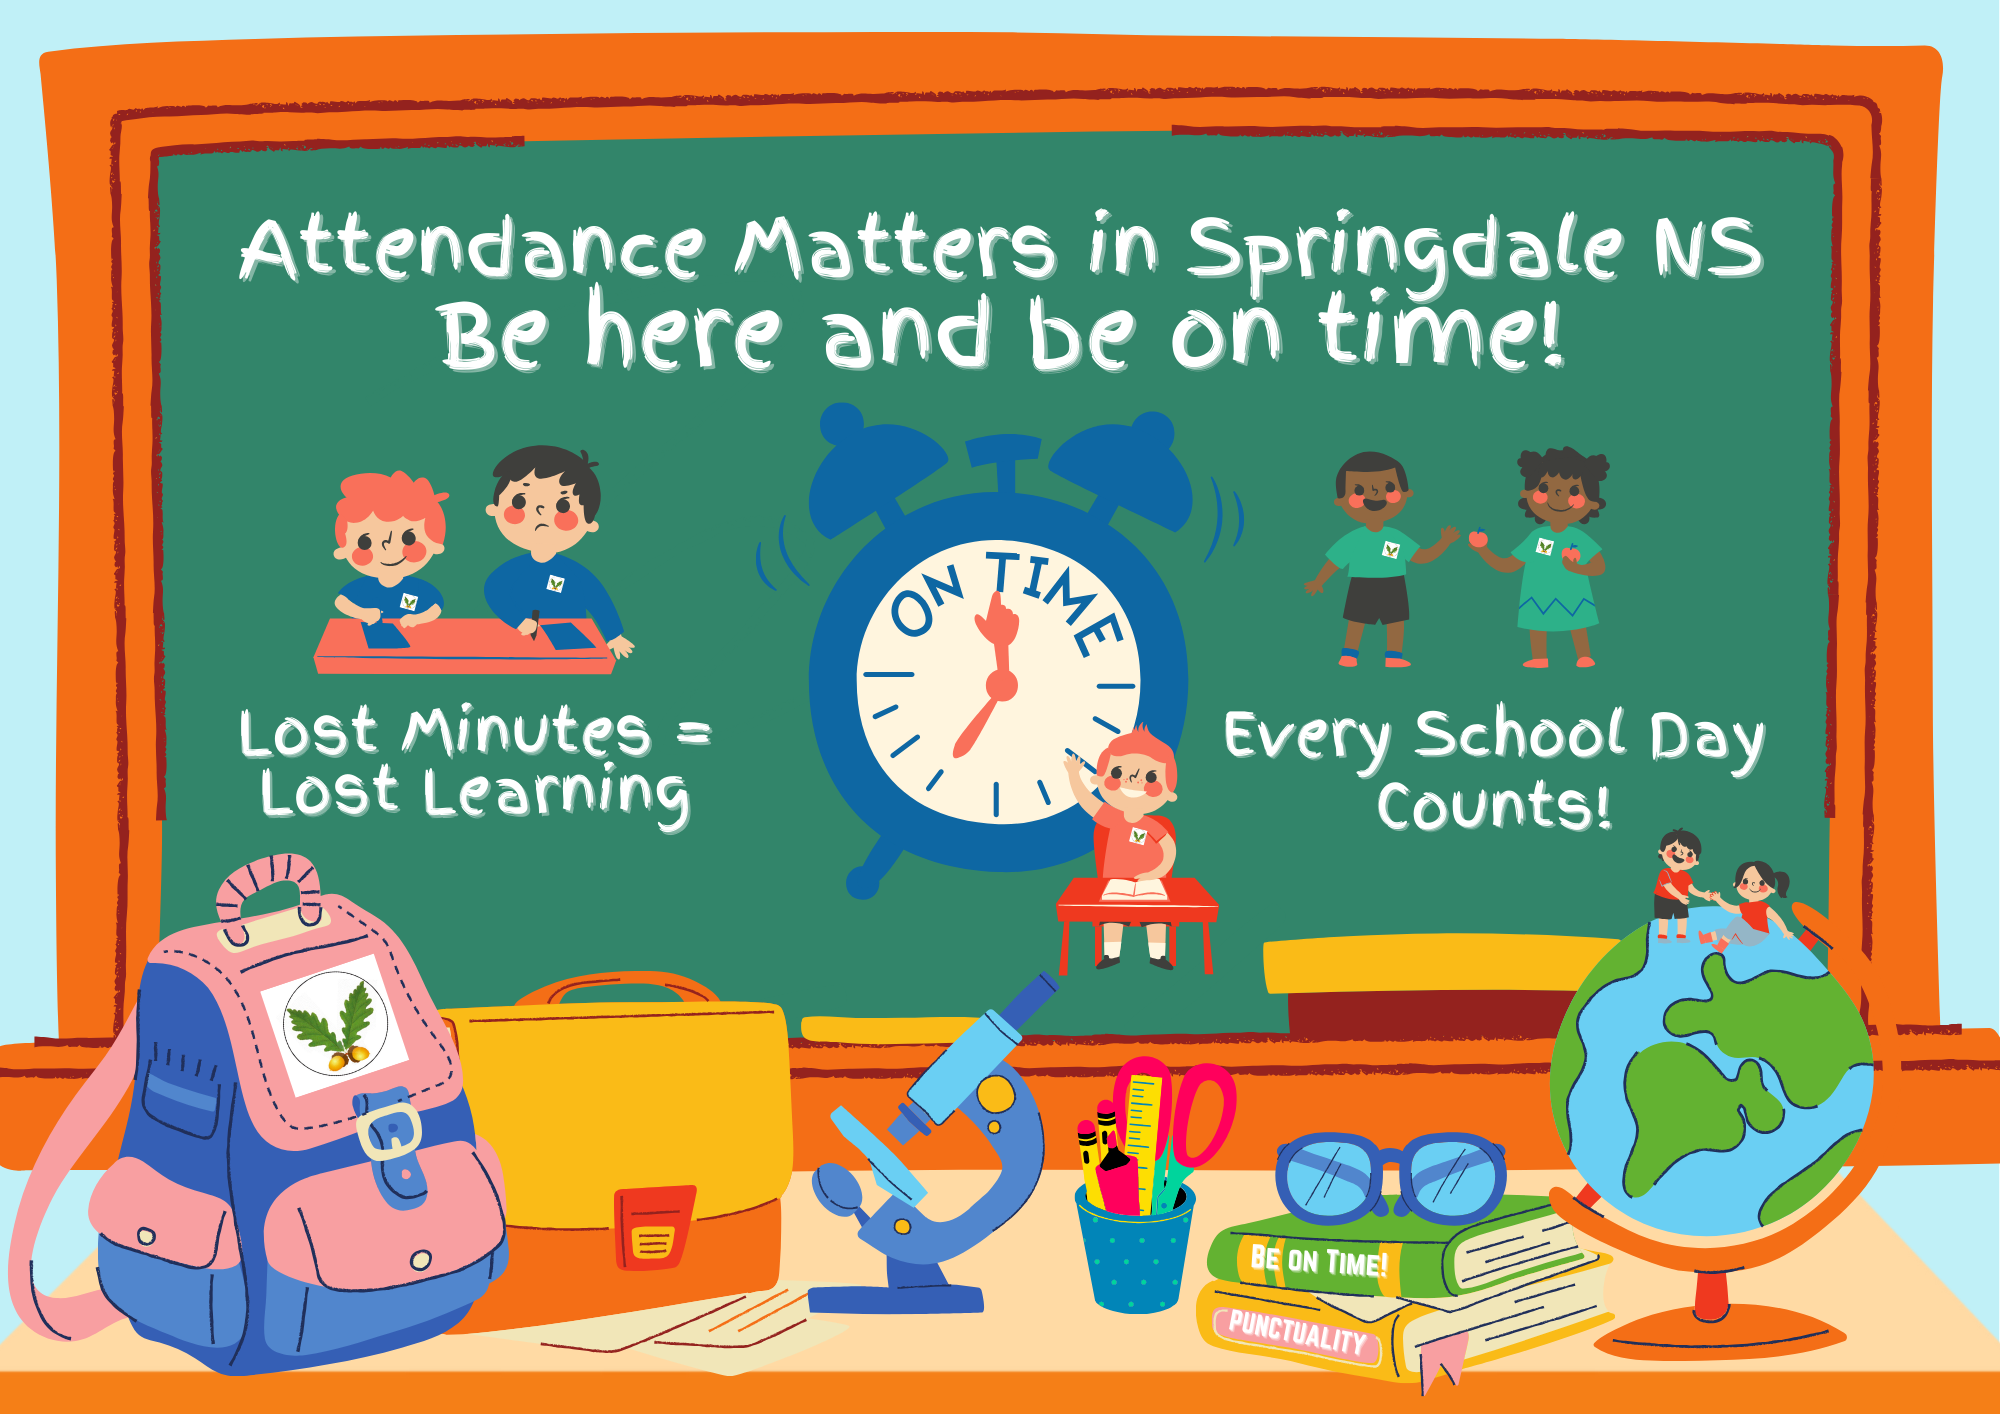 Attendance Matters in Springdale NS
Be here and be on time!
ON TIME
Lost Minutes =
Lost Learning
Every School Day
Counts!
BE ON TIME!
PUNCTUALITY